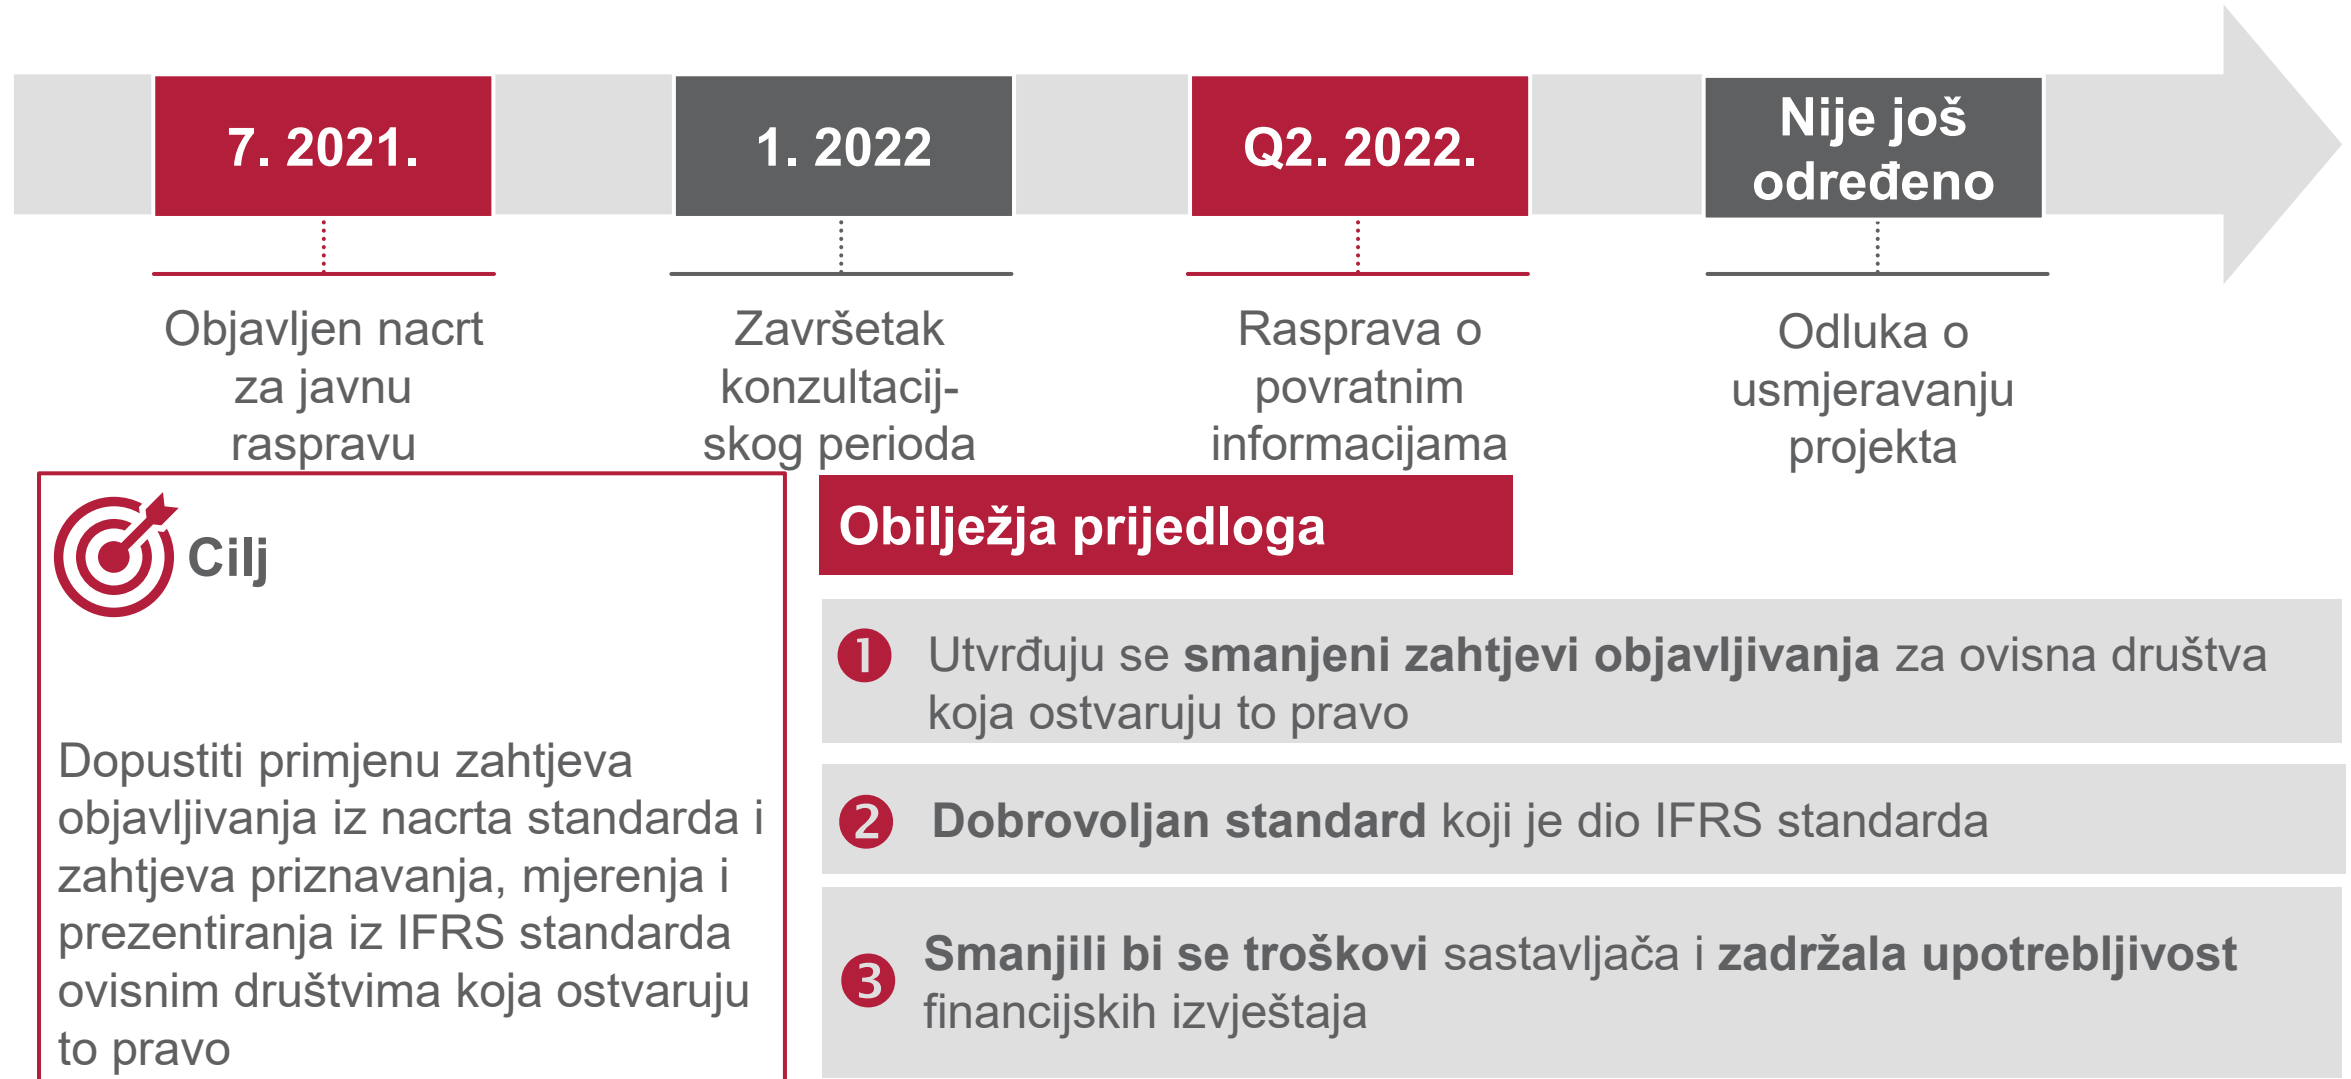 7. 2021.
1. 2022
Q2. 2022.
Nije još
određeno
Objavljen nacrt
za javnu
raspravu
Završetak
konzultacij-
skog perioda
Rasprava o
povratnim
informacijama
Odluka o
usmjeravanju
projekta
Cilj
Dopustiti primjenu zahtjeva
objavljivanja iz nacrta standarda i
zahtjeva priznavanja, mjerenja i
prezentiranja iz IFRS standarda
ovisnim društvima koja ostvaruju
to pravo
Obilježja prijedloga
1 Utvrđuju se smanjeni zahtjevi objavljivanja za ovisna društva
koja ostvaruju to pravo
2 Dobrovoljan standard koji je dio IFRS standarda
3 Smanjili bi se troškovi sastavljača i zadržala upotrebljivost
financijskih izvještaja